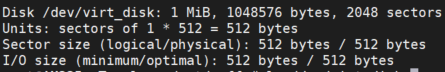 Disk /dev/virt_disk: 1 MiB, 1048576 bytes, 2048 sectors
Units: sectors of 1 * 512 = 512 bytes
Sector size (logical/physical): 512 bytes / 512 bytes
I/O size (minimum/optimal): 512 bytes / 512 bytes